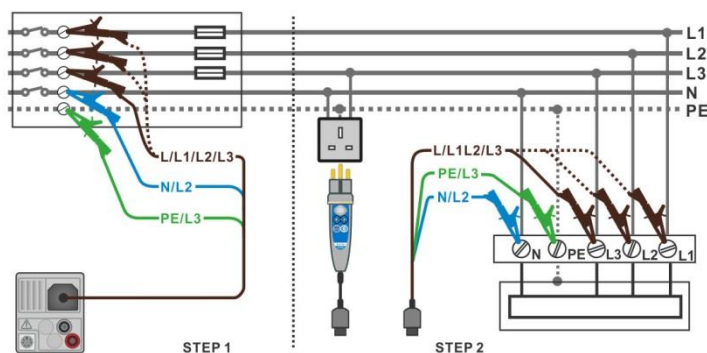 L1
L2
L3
N
PE
L/L1/L2/L3
N/L2
PE/L3
STEP 1
L/L1L2/L3
PE/L3
N/L2
N
PE
L3
L2
L1
STEP 2